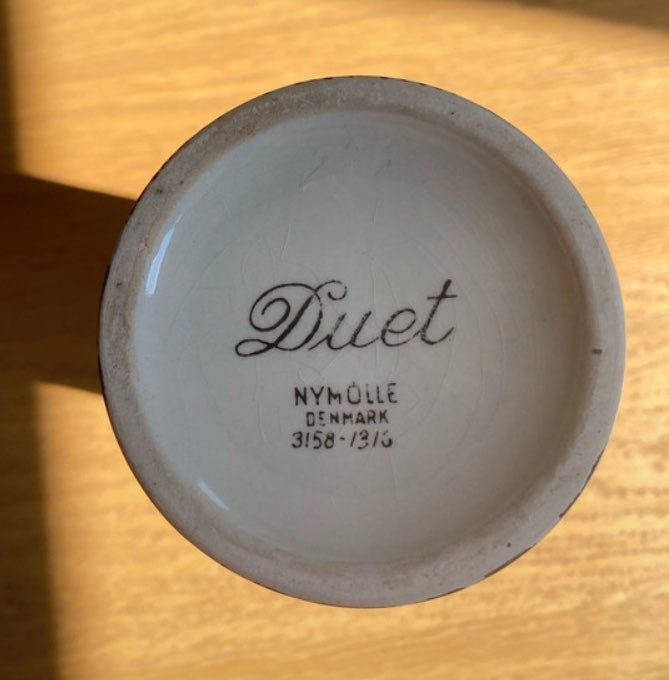 Duet
NYMÖLLE
DENMARK
3158-1316